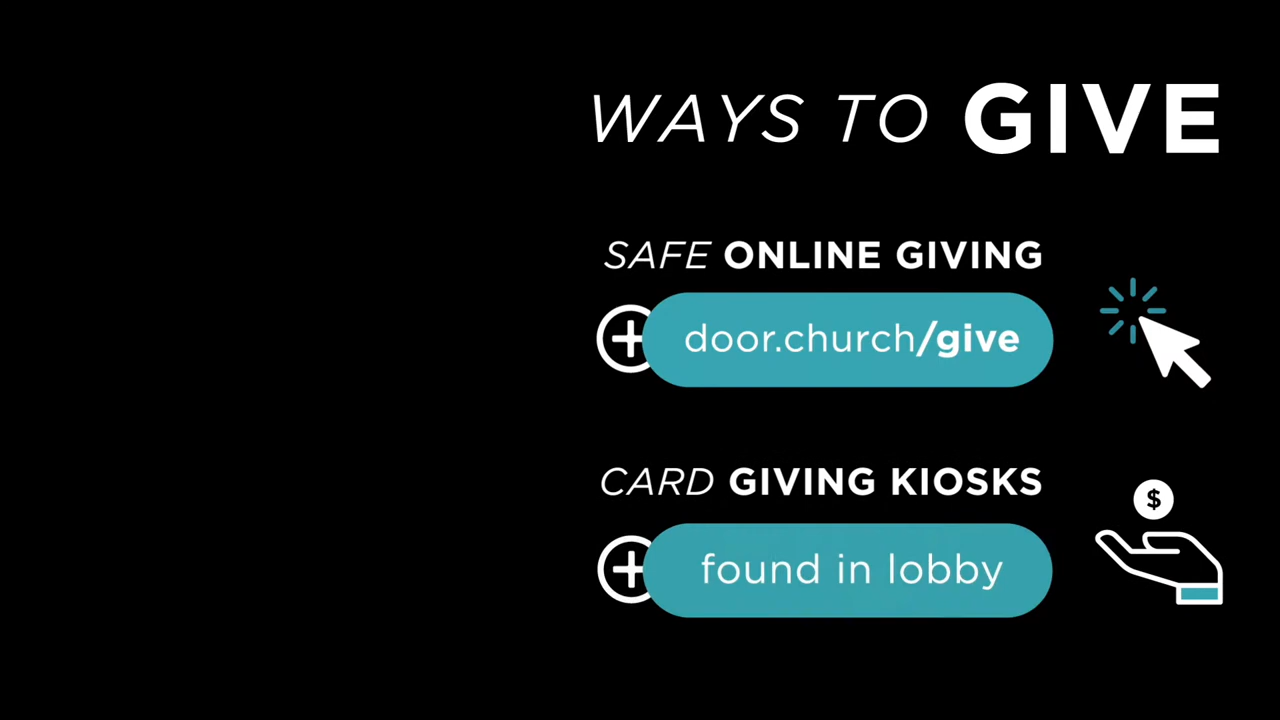 WAYS TO GIVE
SAFE ONLINE GIVING
door.church/give
CARD GIVING KIOSKS
$
found in lobby